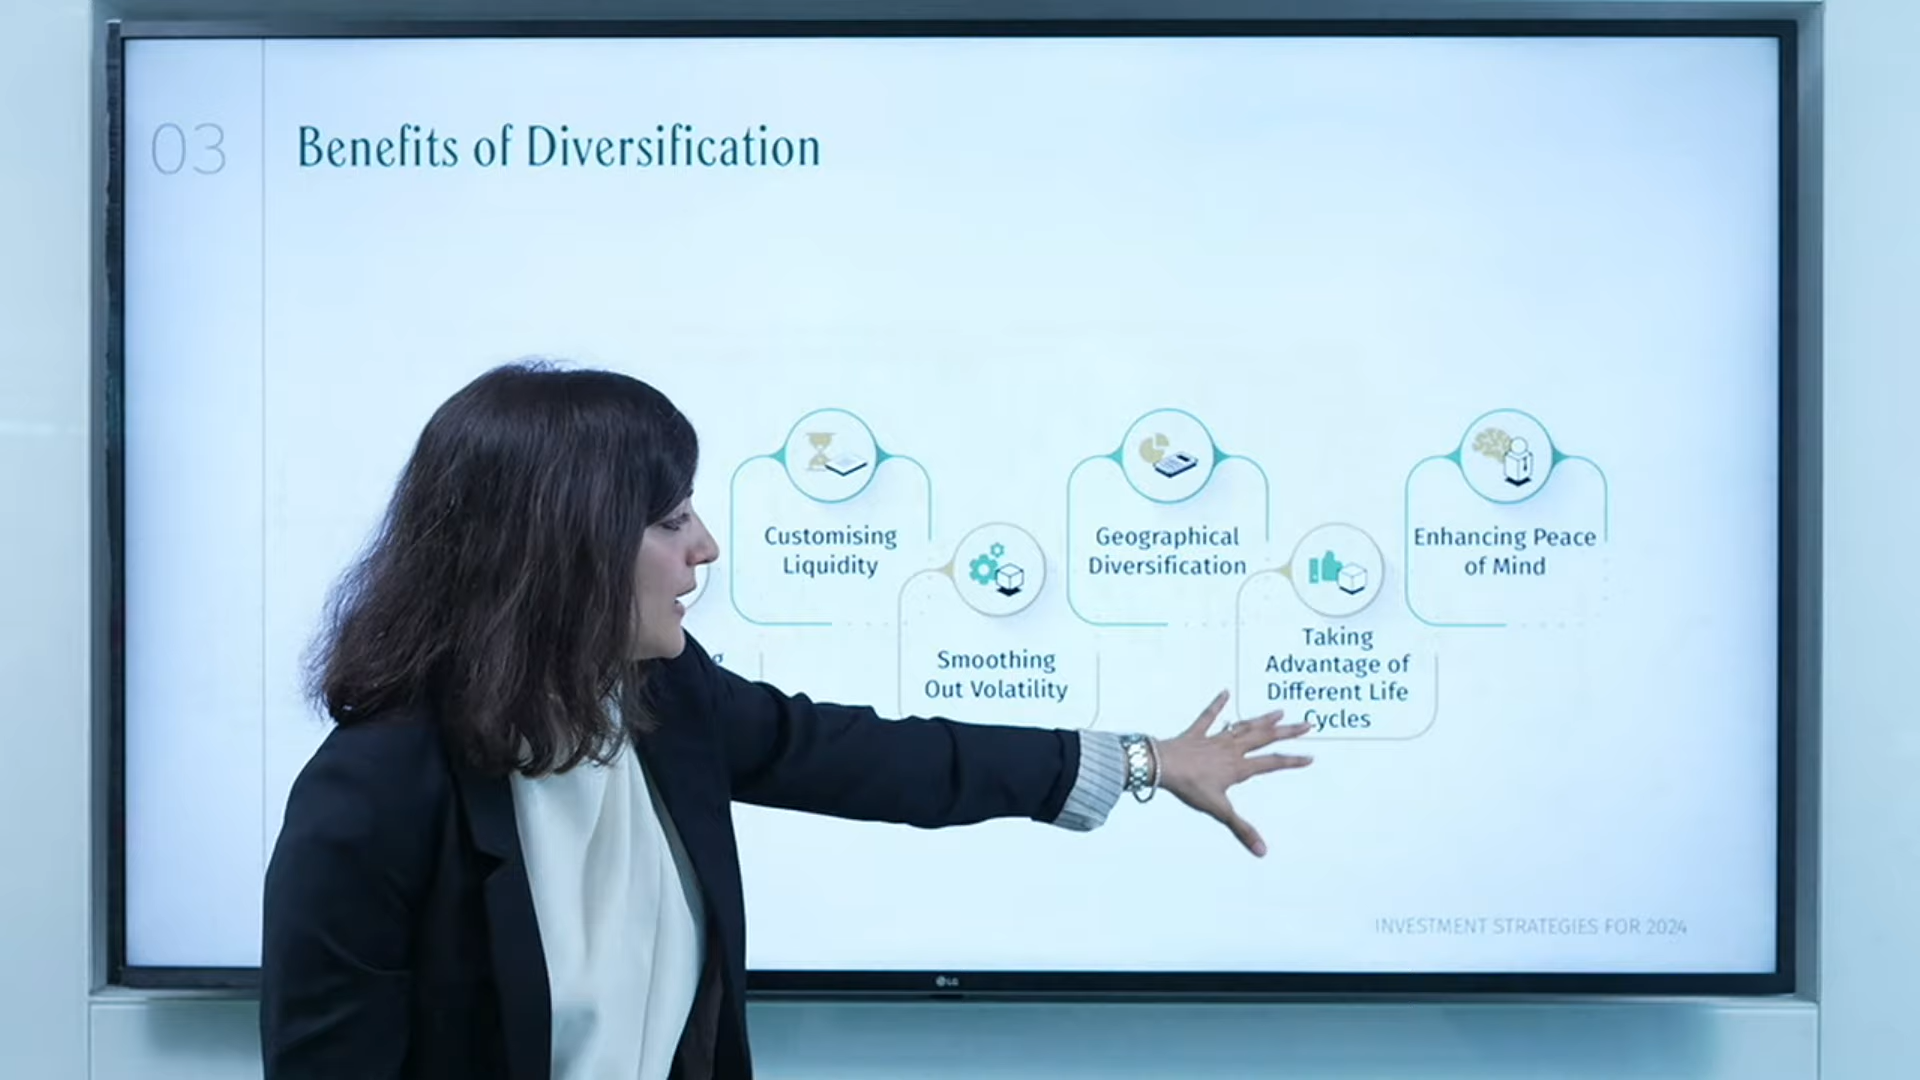 03
Benefits of Diversification
Customising
Liquidity
Smoothing
Out Volatility
Geographical
Diversification
Taking
Advantage of
Different Life
Cycles
Enhancing Peace
of Mind
INVESTMENT STRATEGIES FOR 2024
LG